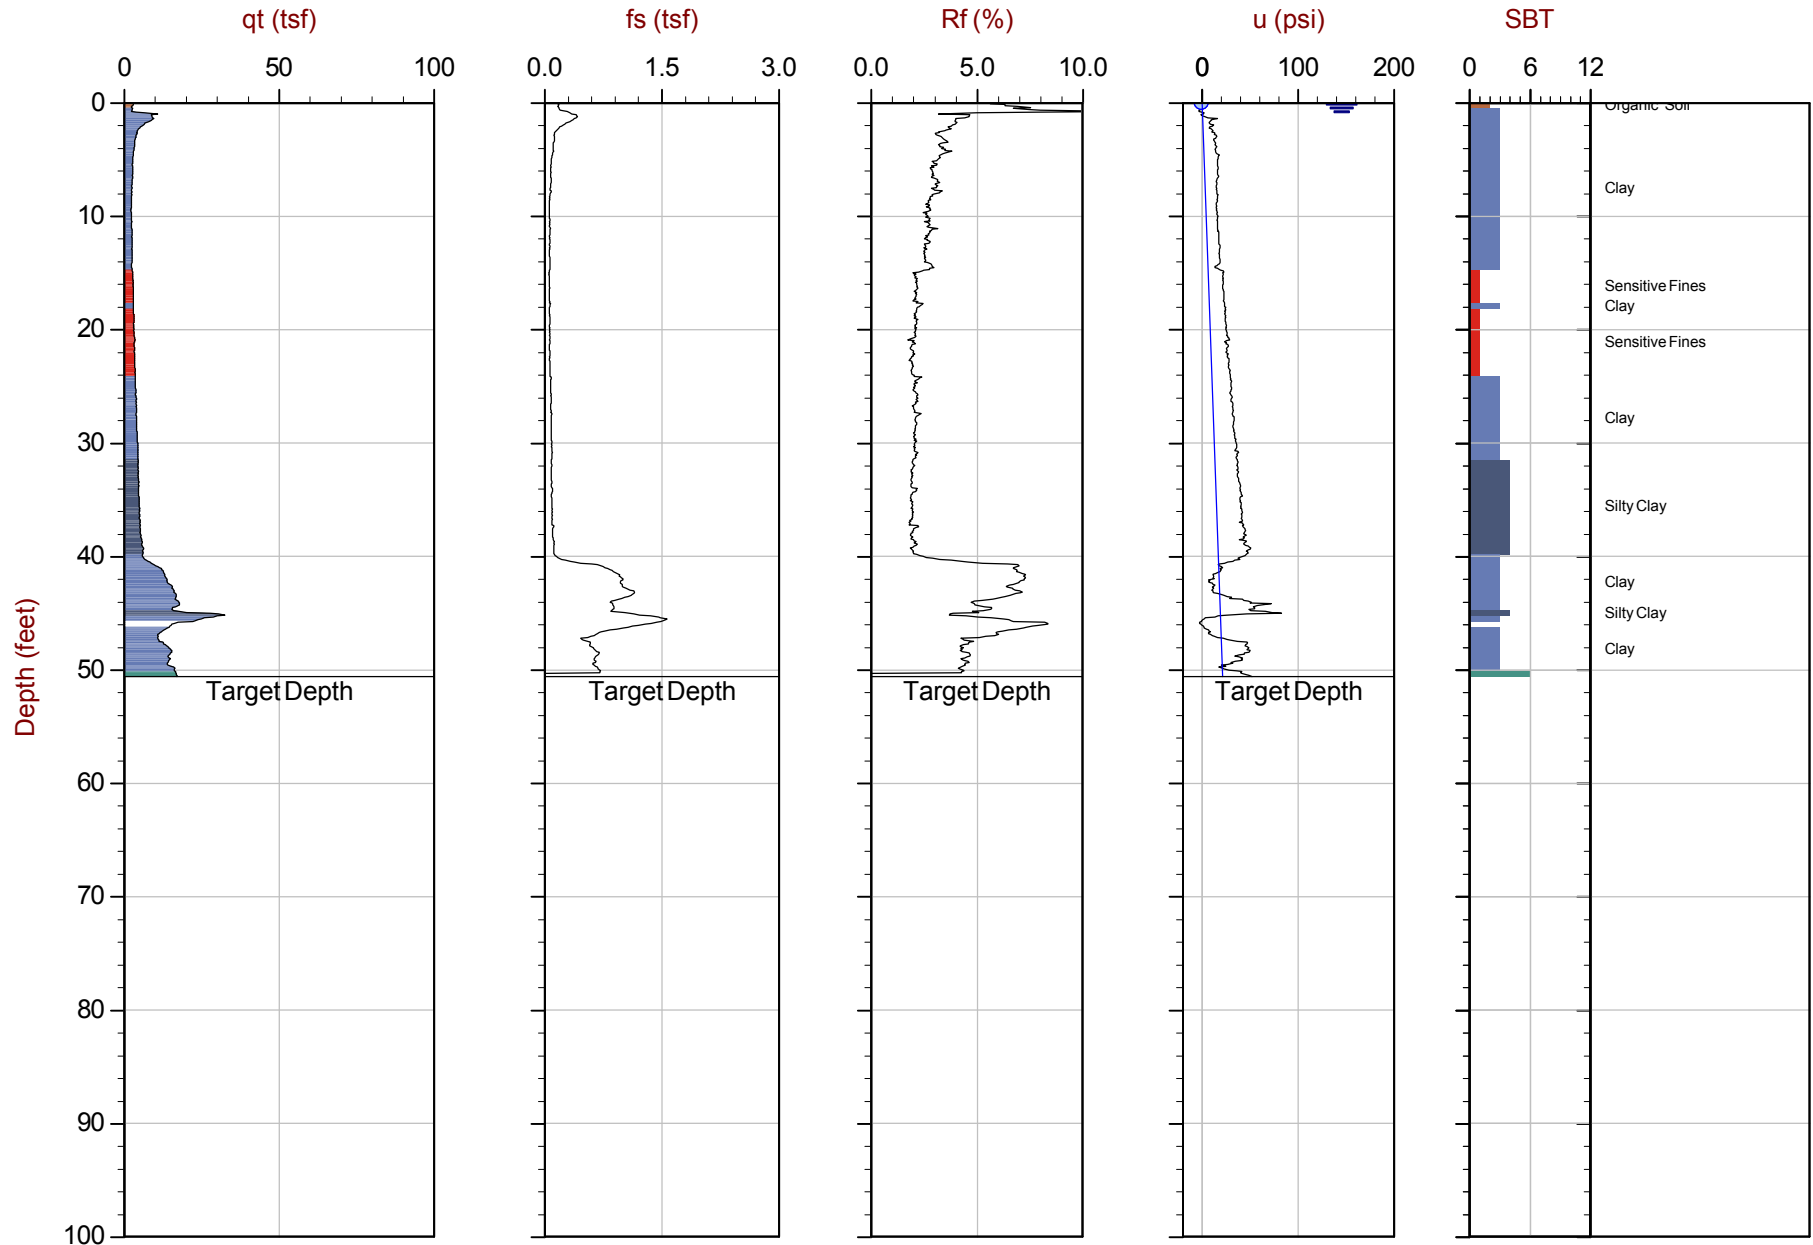 qt (tsf) fs (tsf) Rf (%) u (psi) SBT
0 50 100 0.0 1.5 3.0 0.0 5.0 10.0 0 100 200 0 6 12
0
Organic Soil
Clay
10
Sensitive Fines
Clay
20
Sensitive Fines
Clay
30
Silty Clay
40
Clay
Silty Clay
Clay
50
Target Depth Target Depth Target Depth Target Depth
60
70
80
90
100
Depth (feet)